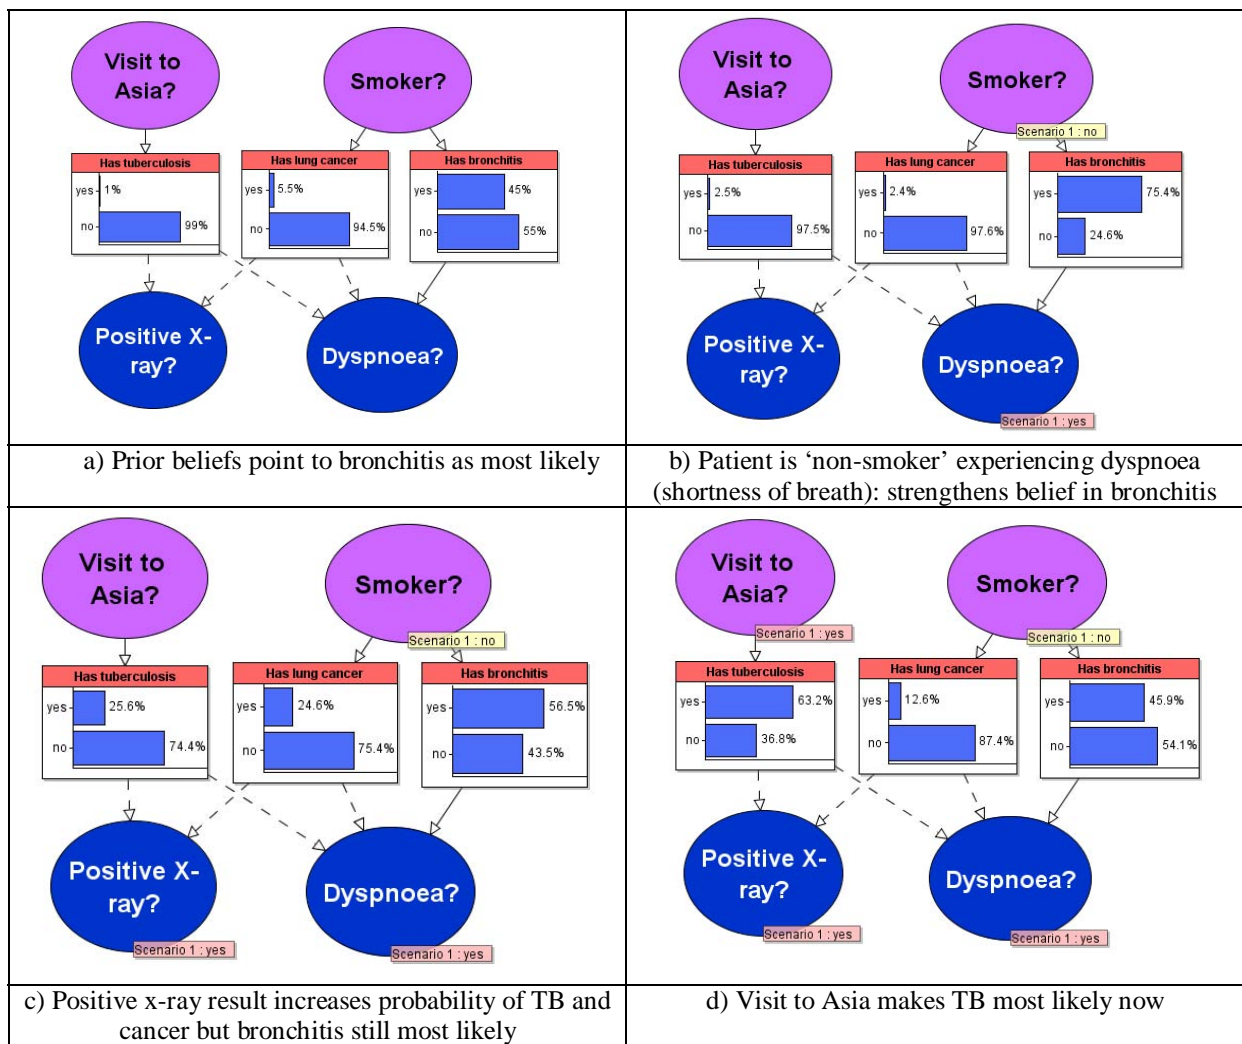 Visit to
Asia?
Smoker?
Has tuberculosis
yes
1%
no
99%
Has lung cancer
yes
5.5%
no
94.5%
Has bronchitis
yes
45%
no
55%
Positive X-
ray?
Dyspnoea?
a) Prior beliefs point to bronchitis as most likely
Visit to
Asia?
Smoker?
Scenario 1 : no
Has tuberculosis
yes
2.5%
no
97.5%
Has lung cancer
yes
2.4%
no
97.6%
Has bronchitis
yes
75.4%
no
24.6%
Positive X-
ray?
Dyspnoea?
Scenario 1 : yes
b) Patient is ‘non-smoker’ experiencing dyspnoea
(shortness of breath): strengthens belief in bronchitis
Visit to
Asia?
Smoker?
Scenario 1 : no
Has tuberculosis
yes
25.6%
no
74.4%
Has lung cancer
yes
24.6%
no
75.4%
Has bronchitis
yes
56.5%
no
43.5%
Positive X-
ray?
Scenario 1 : yes
Dyspnoea?
Scenario 1 : yes
c) Positive x-ray result increases probability of TB and
cancer but bronchitis still most likely
Visit to
Asia?
Scenario 1 : yes
Smoker?
Scenario 1 : no
Has tuberculosis
yes
63.2%
no
36.8%
Has lung cancer
yes
12.6%
no
87.4%
Has bronchitis
yes
45.9%
no
54.1%
Positive X-
ray?
Scenario 1 : yes
Dyspnoea?
Scenario 1 : yes
d) Visit to Asia makes TB most likely now